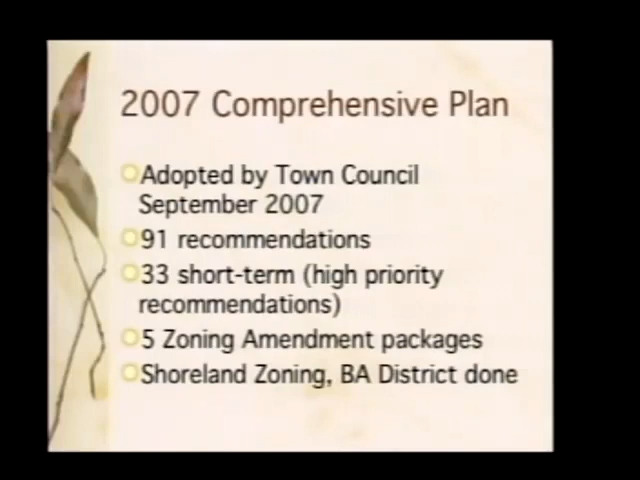 2007 Comprehensive Plan
Adopted by Town Council
September 2007
91 recommendations
33 short-term (high priority
recommendations)
5 Zoning Amendment packages
Shoreland Zoning, BA District done